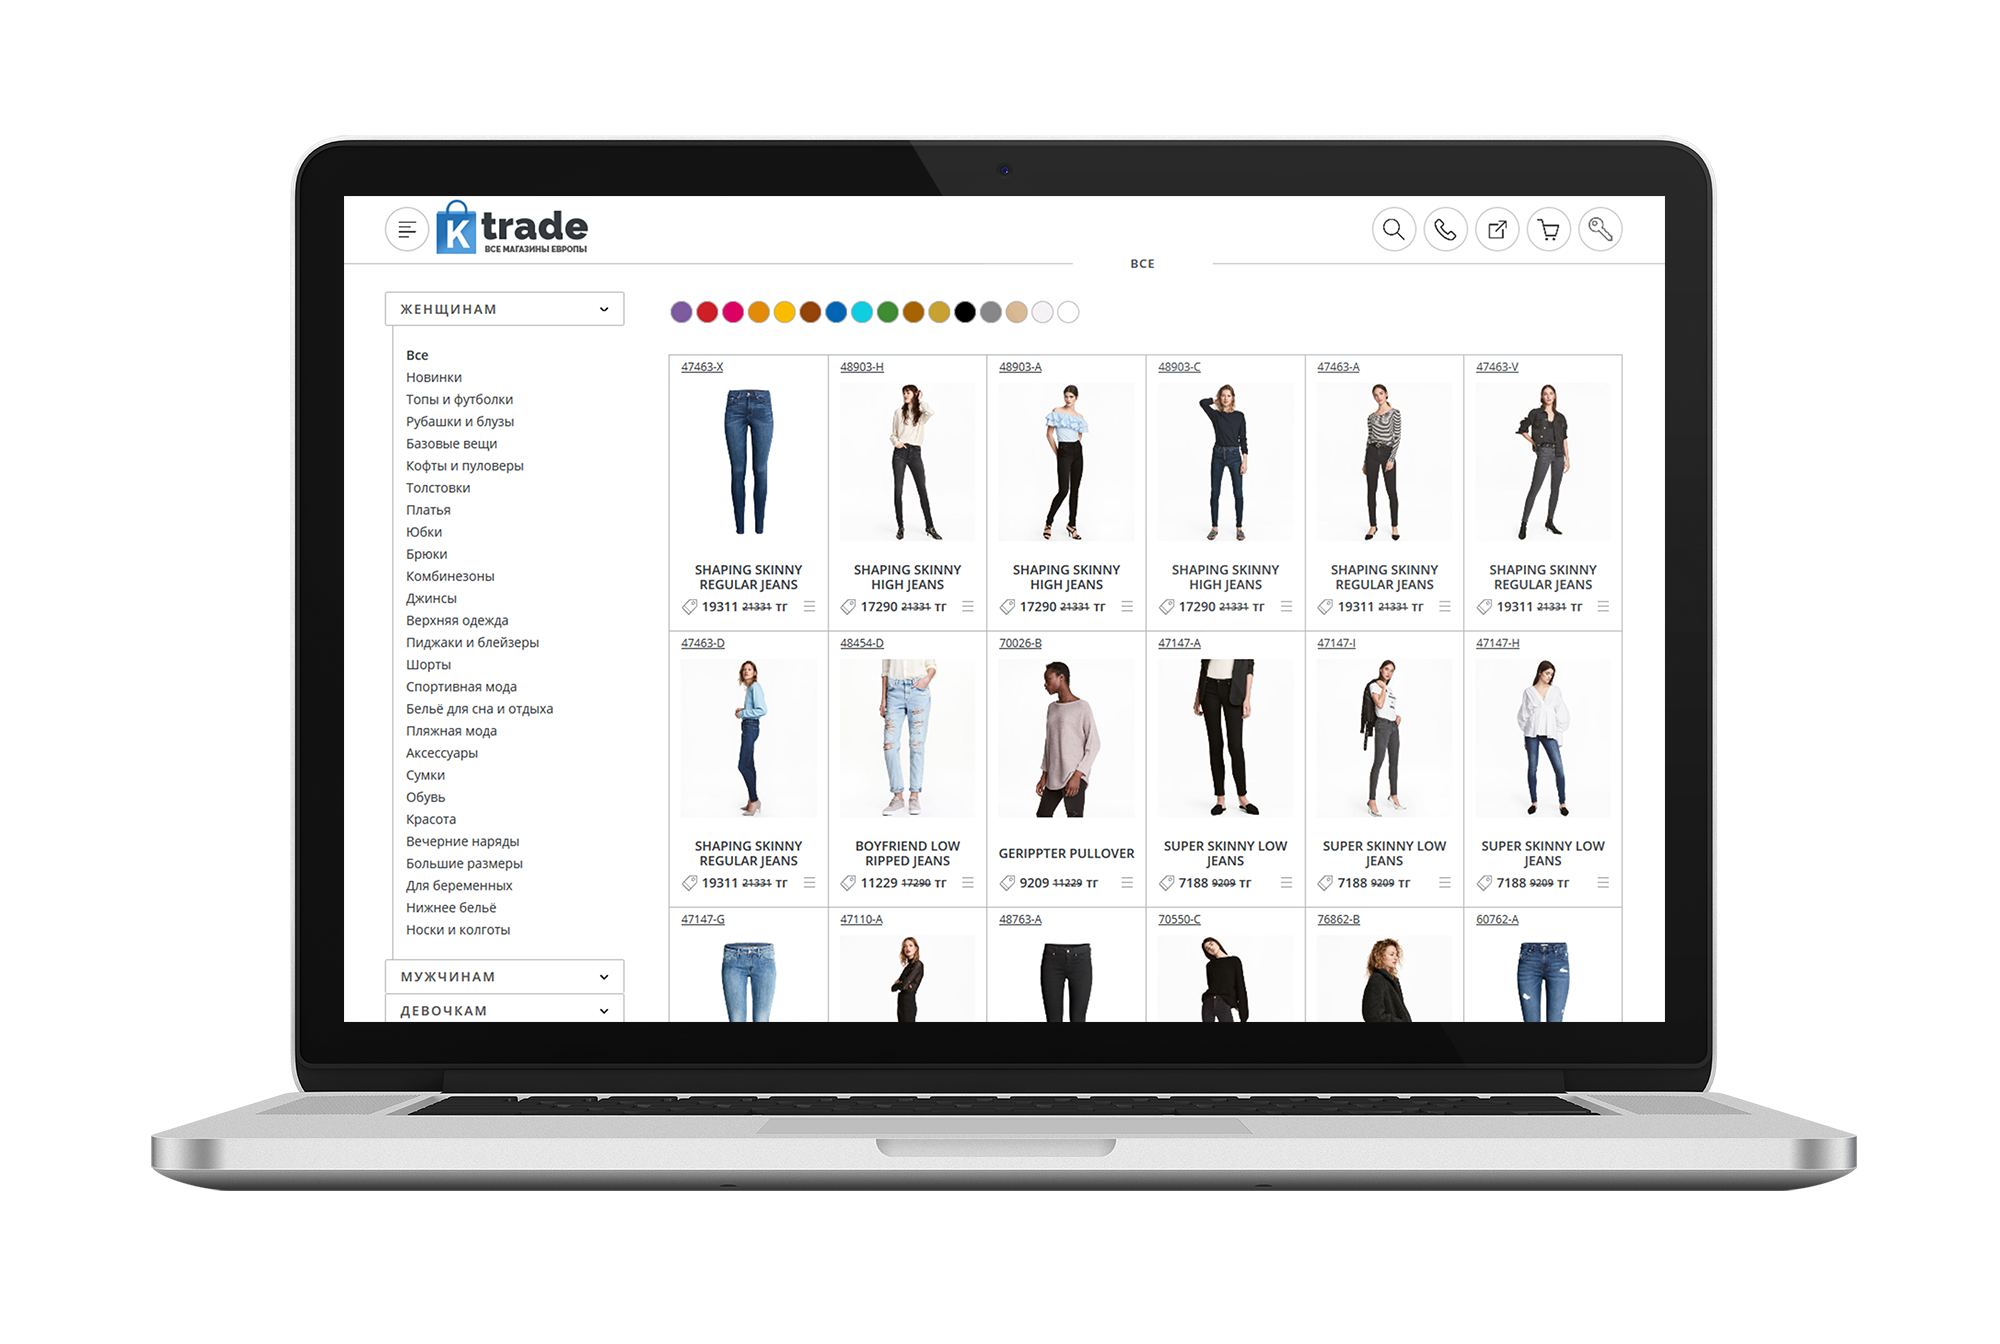 K trade
ВСЕ МАГАЗИНЫ ЕВРОПЫ
ВСЕ
ЖЕНЩИНАМ
Все
Новинки
Топы и футболки
Рубашки и блузы
Базовые вещи
Кофты и пуловеры
Толстовки
Платья
Юбки
Брюки
Комбинезоны
Джинсы
Верхняя одежда
Пиджаки и блейзеры
Шорты
Спортивная мода
Бельё для сна и отдыха
Пляжная мода
Аксессуары
Сумки
Обувь
Красота
Вечерние наряды
Большие размеры
Для беременных
Нижнее бельё
Носки и колготы
МУЖЧИНАМ
ДЕВОЧКАМ
47463-X
SHAPING SKINNY
REGULAR JEANS
19311 21331 тг
48903-H
SHAPING SKINNY
HIGH JEANS
17290 21331 тг
48903-A
SHAPING SKINNY
HIGH JEANS
17290 21331 тг
48903-C
SHAPING SKINNY
HIGH JEANS
17290 21331 тг
47463-A
SHAPING SKINNY
REGULAR JEANS
19311 21331 тг
47463-V
SHAPING SKINNY
REGULAR JEANS
19311 21331 тг
47463-D
SHAPING SKINNY
REGULAR JEANS
19311 21331 тг
48454-D
BOYFRIEND LOW
RIPPED JEANS
11229 17290 тг
70026-B
GERIPPTER PULLOVER
9209 11229 тг
47147-A
SUPER SKINNY LOW
JEANS
7188 9209 тг
47147-I
SUPER SKINNY LOW
JEANS
7188 9209 тг
47147-H
SUPER SKINNY LOW
JEANS
7188 9209 тг
47147-G
47110-A
48763-A
70550-C
76862-B
60762-A